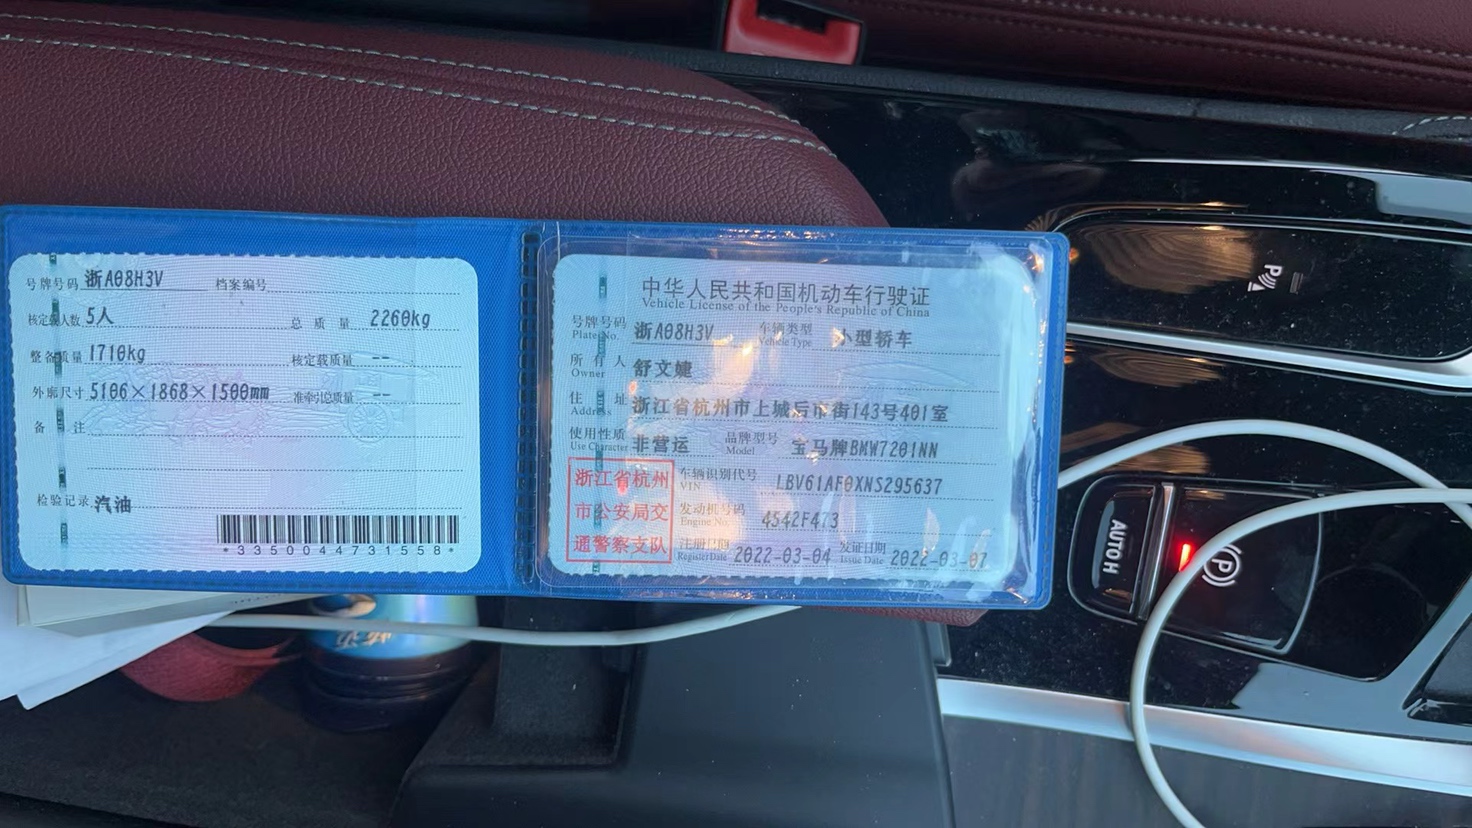 号牌号码 浙A08H3V 档案编号
核定载人数 5人 总质量 2260kg
整备质量 1710kg 核定载质量 --
外廓尺寸 5106×1868×1500mm 准牵引总质量 --
备注
检验记录 汽油
*3350044731558*
中华人民共和国机动车行驶证
Vehicle License of the People's Republic of China
号牌号码 浙A08H3V 车辆类型 小型轿车
Plate No. Vehicle Type
所有人 舒文婕
Owner
住址 浙江省杭州市上城后市街143号401室
Address
使用性质 非营运 品牌型号 宝马牌BMW7201NN
Use Character Model
浙江省杭州
市公安局交
通警察支队
车辆识别代号 LBV61AF0XNS295637
VIN
发动机号码 4542F473
Engine No.
注册日期 2022-03-04 发证日期 2022-03-07
Register Date Issue Date
P
AUTO H
(P)